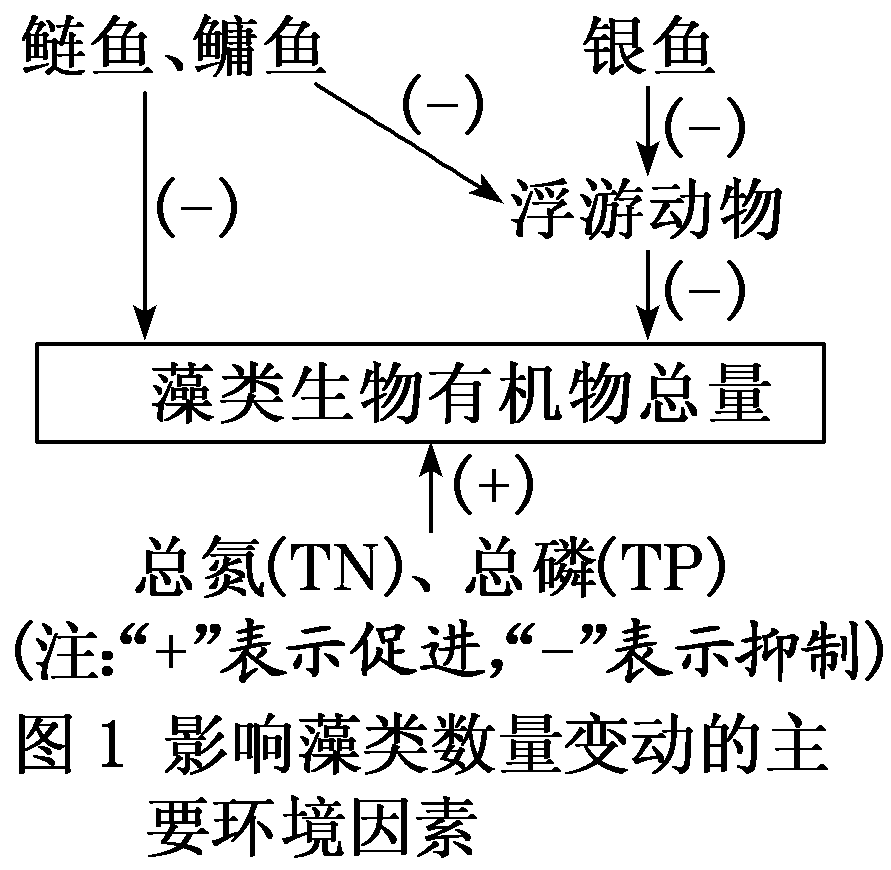 鲢鱼、鳙鱼 银鱼
(－)
(－)
(－)
浮游动物
(－)
藻类生物有机物总量
(＋)
总氮(TN)、总磷(TP)
(注:“＋”表示促进,“－”表示抑制)
图 1 影响藻类数量变动的主
要环境因素